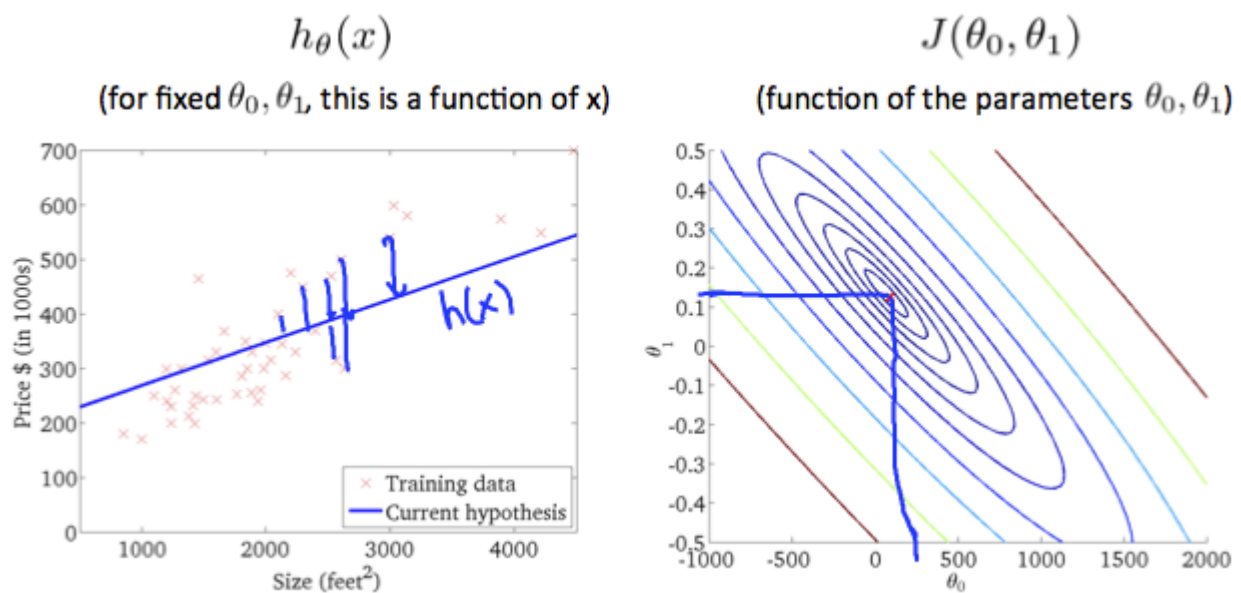 hθ(x)
(for fixed θ0, θ1, this is a function of x)
700
600
500
400
300
200
100
0
Price $ (in 1000s)
h(x)
Training data
Current hypothesis
1000 2000 3000 4000
Size (feet²)
J(θ0, θ1)
(function of the parameters θ0, θ1)
0.5
0.4
0.3
0.2
0.1
0
-0.1
-0.2
-0.3
-0.4
-0.5
θ1
-1000 -500 0 500 1000 1500 2000
θ0